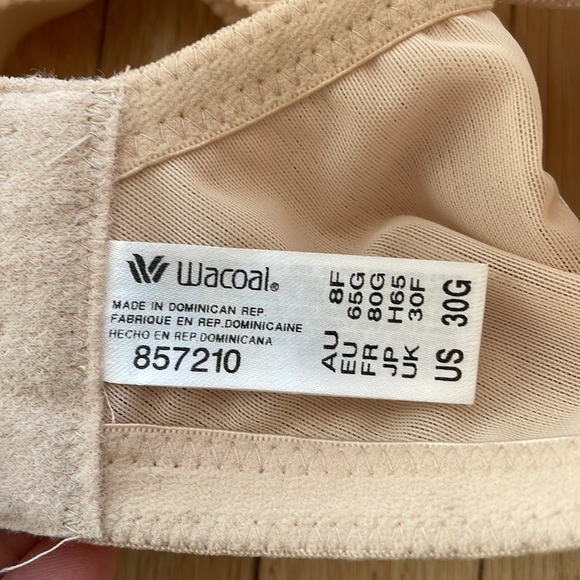 Wacoal®
MADE IN DOMINICAN REP.
FABRIQUE EN REP.DOMINICAINE
HECHO EN REP.DOMINICANA
857210
AU 8F
EU 65G
FR 80G
JP H65
UK 30F
US 30G